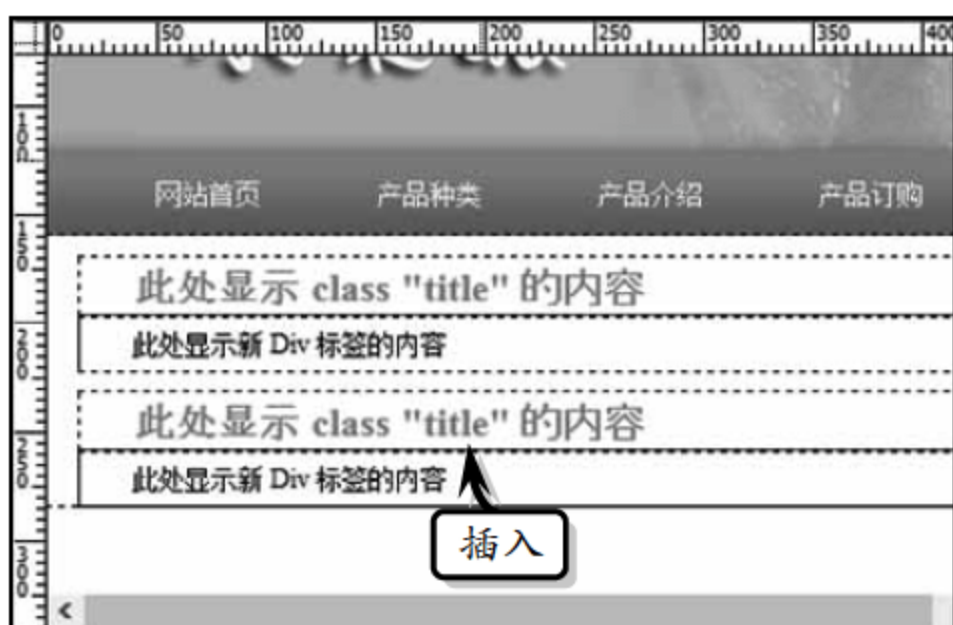 0 50 100 150 200 250 300 350 400
100
网站首页 产品种类 产品介绍 产品订购
150
此处显示 class "title" 的内容
200
此处显示新 Div 标签的内容
此处显示 class "title" 的内容
250
此处显示新 Div 标签的内容
插入
300